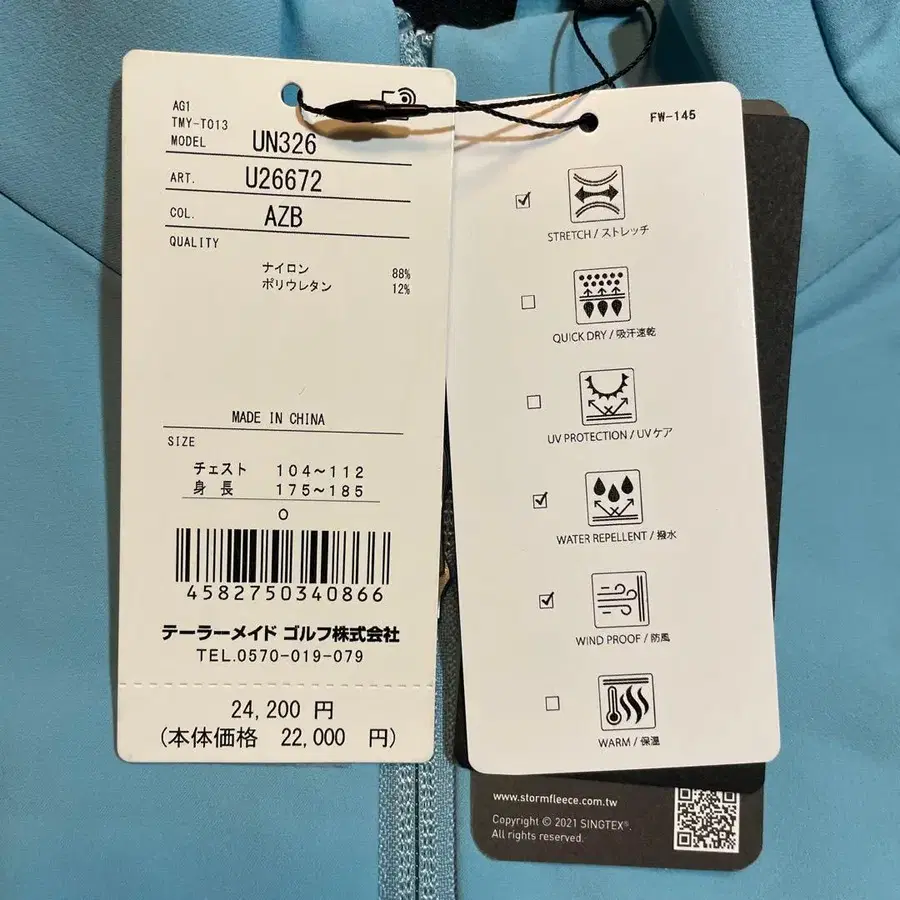 AG1
TMY-T013
MODEL UN326
ART. U26672
COL. AZB
QUALITY
ナイロン 88%
ポリウレタン 12%
MADE IN CHINA
SIZE
チェスト 104～112
身 長 175～185
O
4582750340866
テーラーメイド ゴルフ株式会社
TEL.0570-019-079
24,200 円
(本体価格 22,000 円)
FW-145
STRETCH / ストレッチ
QUICK DRY / 吸汗速乾
UV PROTECTION / UVケア
WATER REPELLENT / 撥水
WIND PROOF / 防風
WARM / 保温
www.stormfleece.com.tw
Copyright © 2021 SINGTEX®.
All rights reserved.